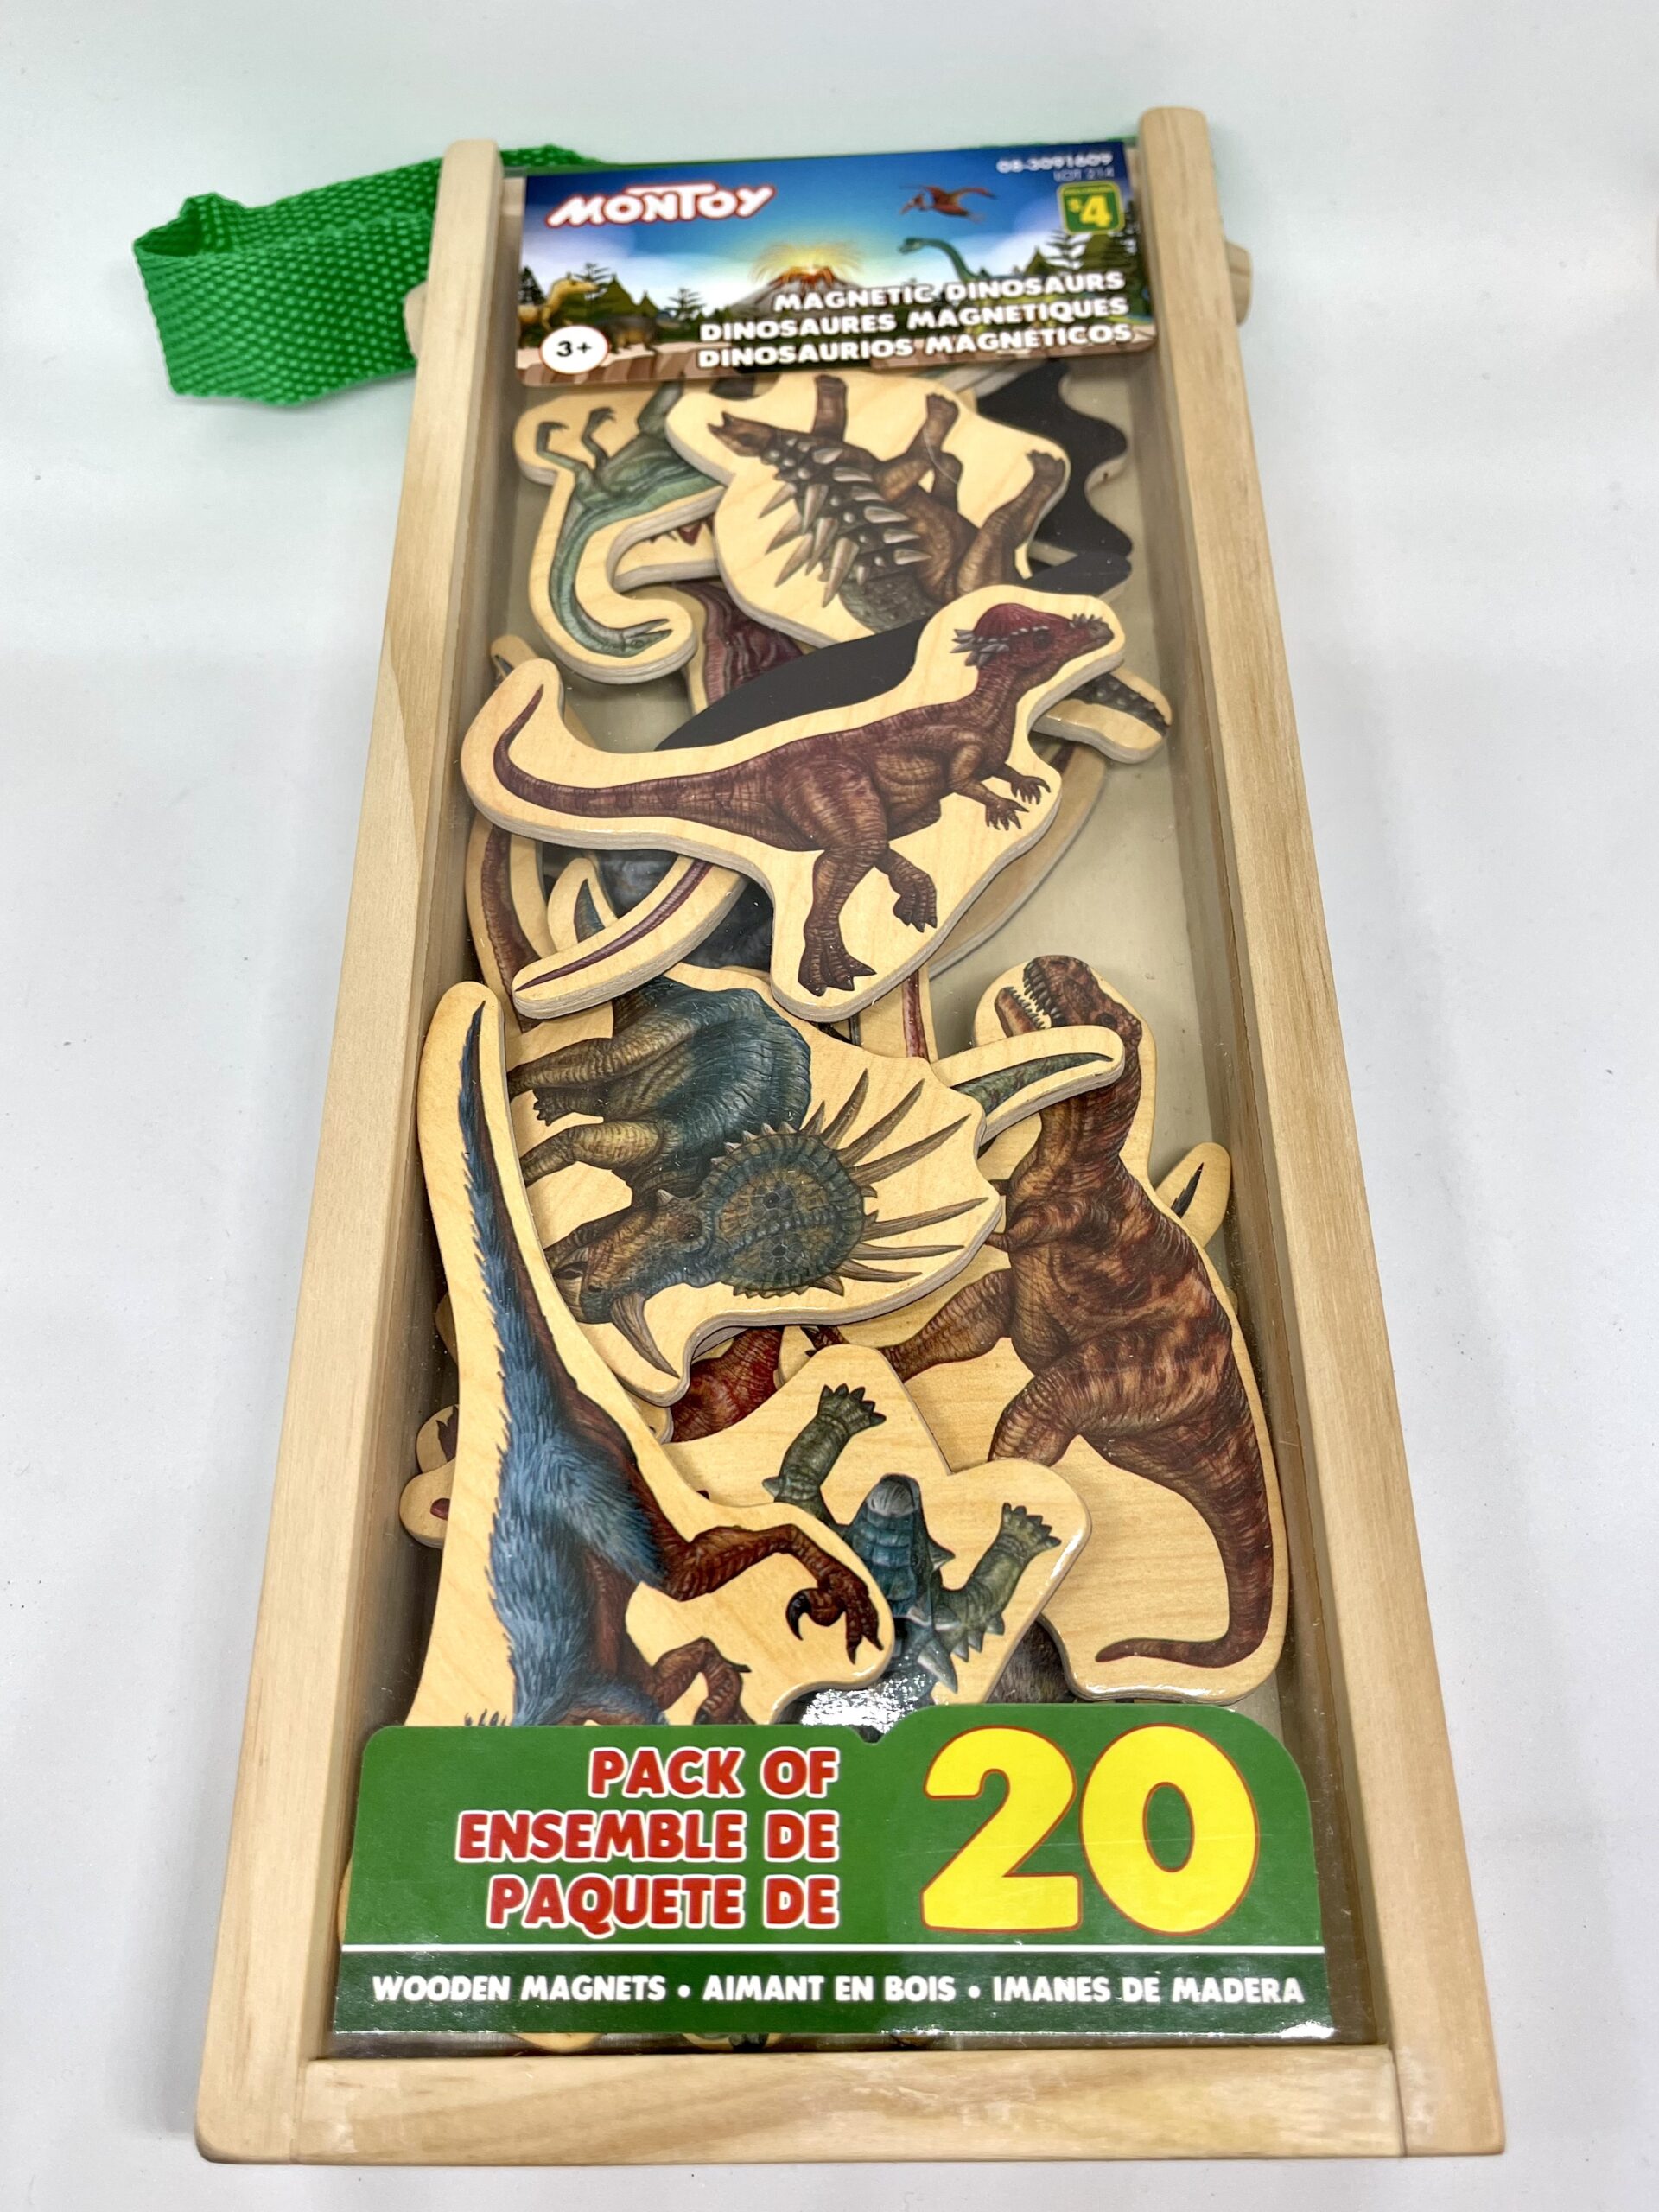 MONTOY
08-3091609
LOT 214
$4
MAGNETIC DINOSAURS
DINOSAURES MAGNETIQUES
DINOSAURIOS MAGNÉTICOS
3+
PACK OF
ENSEMBLE DE
PAQUETE DE
20
WOODEN MAGNETS • AIMANT EN BOIS • IMANES DE MADERA